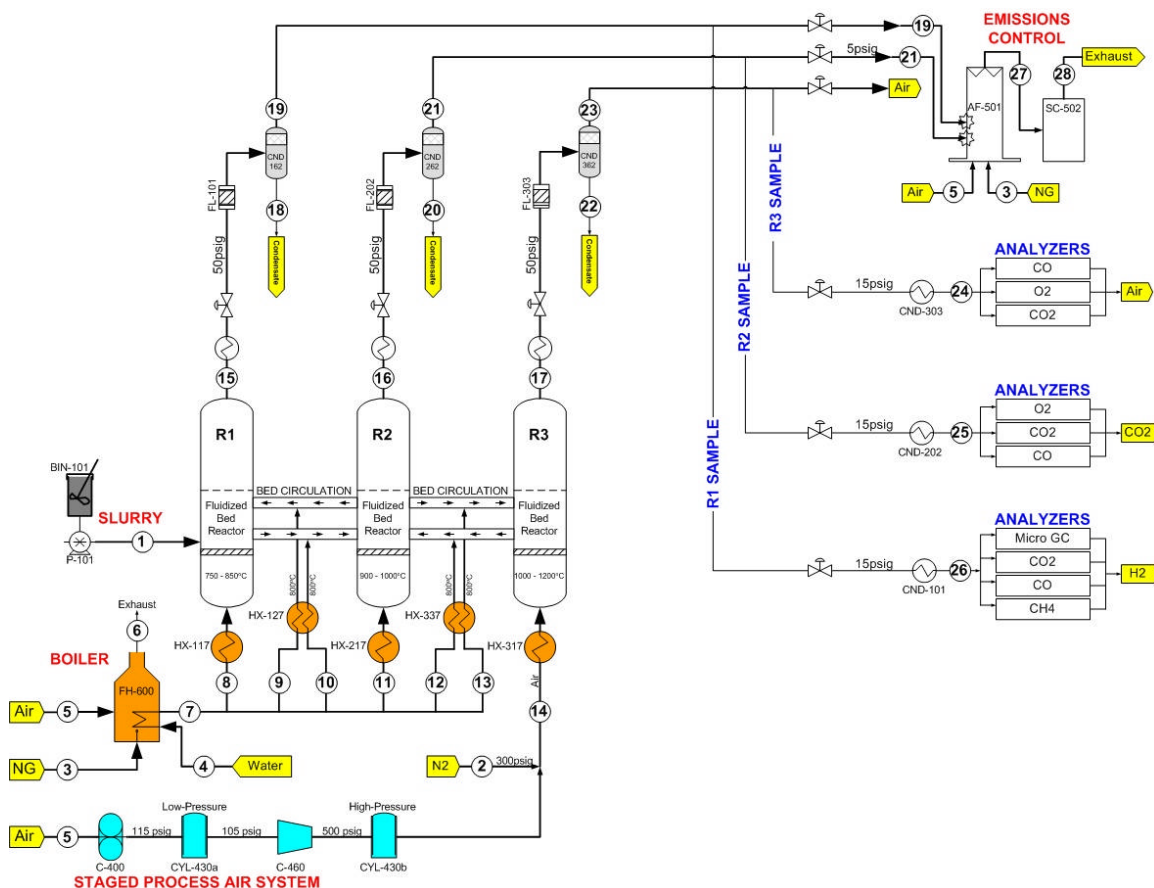 EMISSIONS
CONTROL
19
5psig
21
27
28
Exhaust
Air
AF-501
SC-502
19
21
23
CND
162
CND
262
CND
362
FL-101
FL-202
FL-303
18
20
22
50psig
50psig
50psig
Condensate
Condensate
Condensate
Air
5
3
NG
R3 SAMPLE
R2 SAMPLE
R1 SAMPLE
ANALYZERS
CO
15psig
24
O2
Air
CND-303
CO2
15
16
17
ANALYZERS
O2
15psig
25
CO2
CO2
CND-202
CO
R1
R2
R3
BIN-101
SLURRY
1
P-101
BED CIRCULATION
BED CIRCULATION
Fluidized
Bed
Reactor
Fluidized
Bed
Reactor
Fluidized
Bed
Reactor
750 - 850°C
800°C
800°C
900 - 1000°C
800°C
800°C
1000 - 1200°C
ANALYZERS
Micro GC
15psig
26
CO2
H2
CND-101
CO
CH4
Exhaust
6
HX-127
HX-337
HX-117
HX-217
HX-317
BOILER
FH-600
8
9
10
11
12
13
Air
Air
5
7
14
NG
3
4
Water
N2
2
300psig
Low-Pressure
High-Pressure
Air
5
115 psig
105 psig
500 psig
C-400
CYL-430a
C-460
CYL-430b
STAGED PROCESS AIR SYSTEM